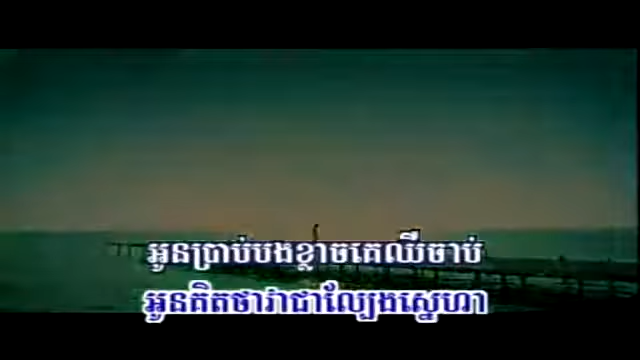 អូនប្រាប់បងខ្លាចគេឈឺចាប់
អូនគិតថាវាជាល្បែងស្នេហា